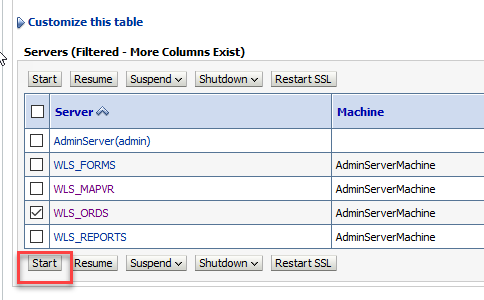 Customize this table
Servers (Filtered - More Columns Exist)
Start Resume Suspend Shutdown Restart SSL
Server Machine
AdminServer(admin)
WLS_FORMS AdminServerMachine
WLS_MAPVR AdminServerMachine
WLS_ORDS AdminServerMachine
WLS_REPORTS AdminServerMachine
Start Resume Suspend Shutdown Restart SSL